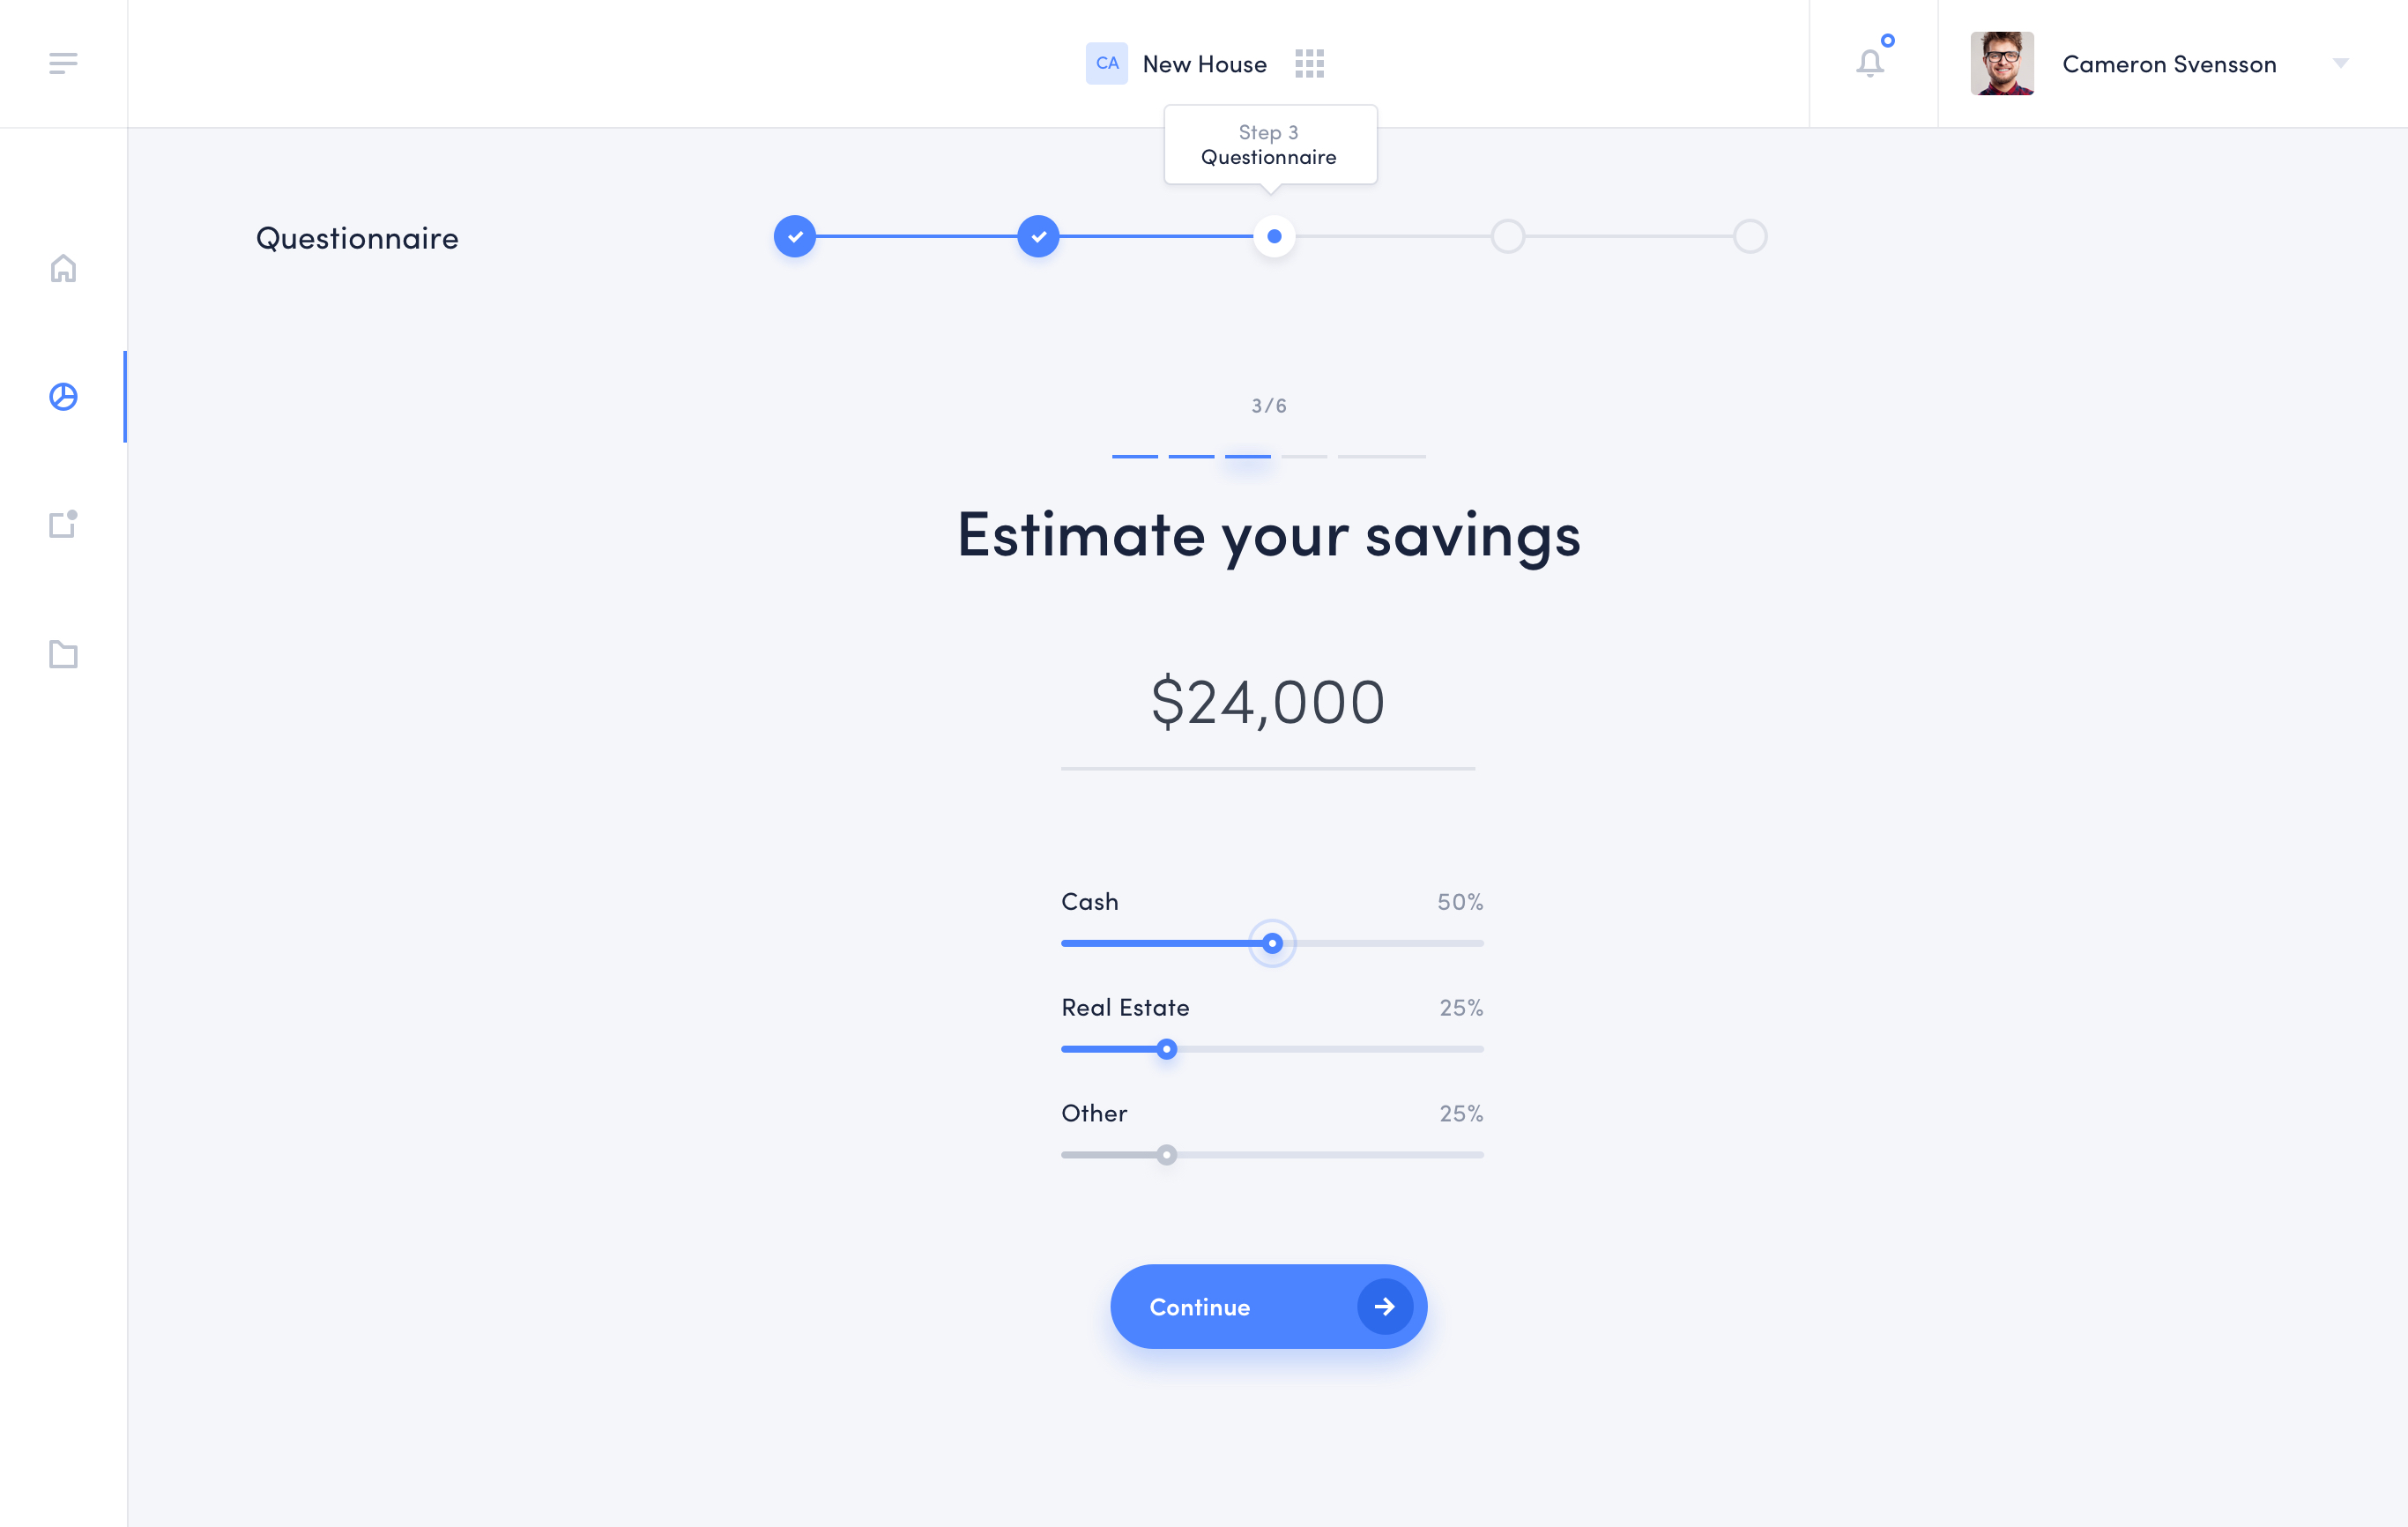 CA
New House
Cameron Svensson
Step 3
Questionnaire
Questionnaire
3/6
Estimate your savings
$24,000
Cash
50%
Real Estate
25%
Other
25%
Continue